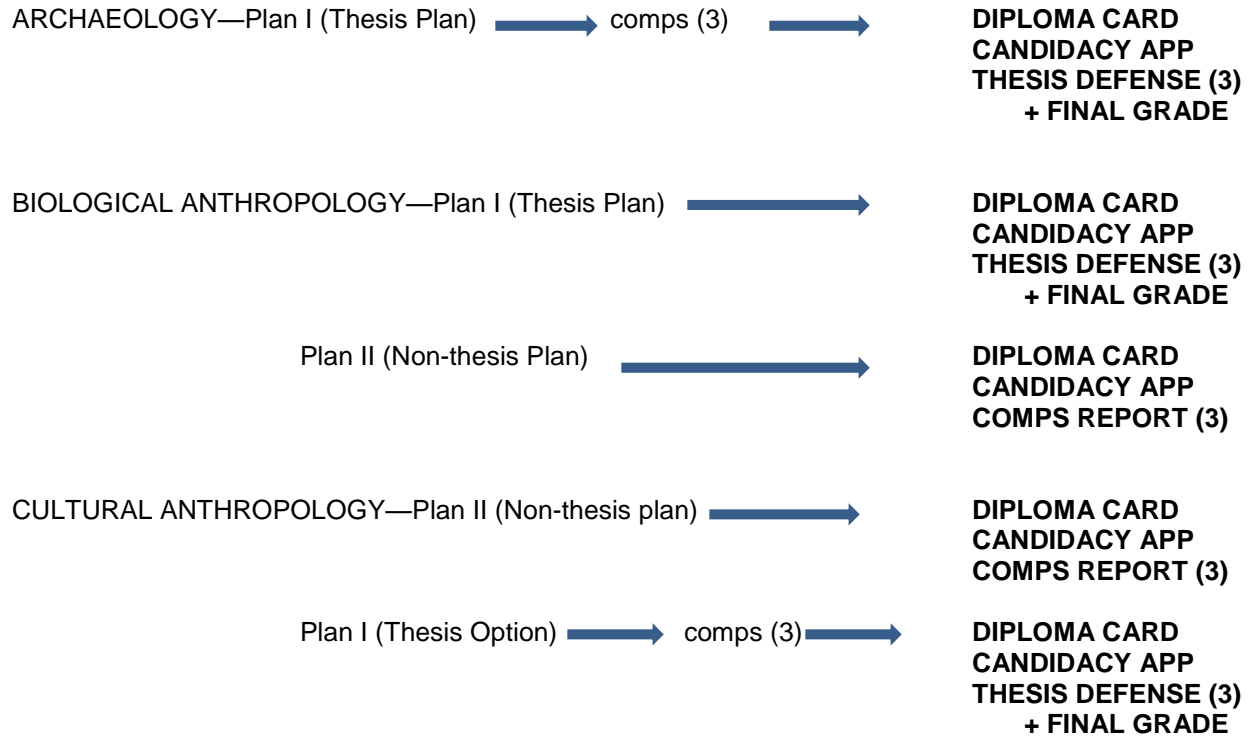 ARCHAEOLOGY—Plan I (Thesis Plan) comps (3) DIPLOMA CARD
CANDIDACY APP
THESIS DEFENSE (3)
+ FINAL GRADE
BIOLOGICAL ANTHROPOLOGY—Plan I (Thesis Plan) DIPLOMA CARD
CANDIDACY APP
THESIS DEFENSE (3)
+ FINAL GRADE
Plan II (Non-thesis Plan) DIPLOMA CARD
CANDIDACY APP
COMPS REPORT (3)
CULTURAL ANTHROPOLOGY—Plan II (Non-thesis plan) DIPLOMA CARD
CANDIDACY APP
COMPS REPORT (3)
Plan I (Thesis Option) comps (3) DIPLOMA CARD
CANDIDACY APP
THESIS DEFENSE (3)
+ FINAL GRADE